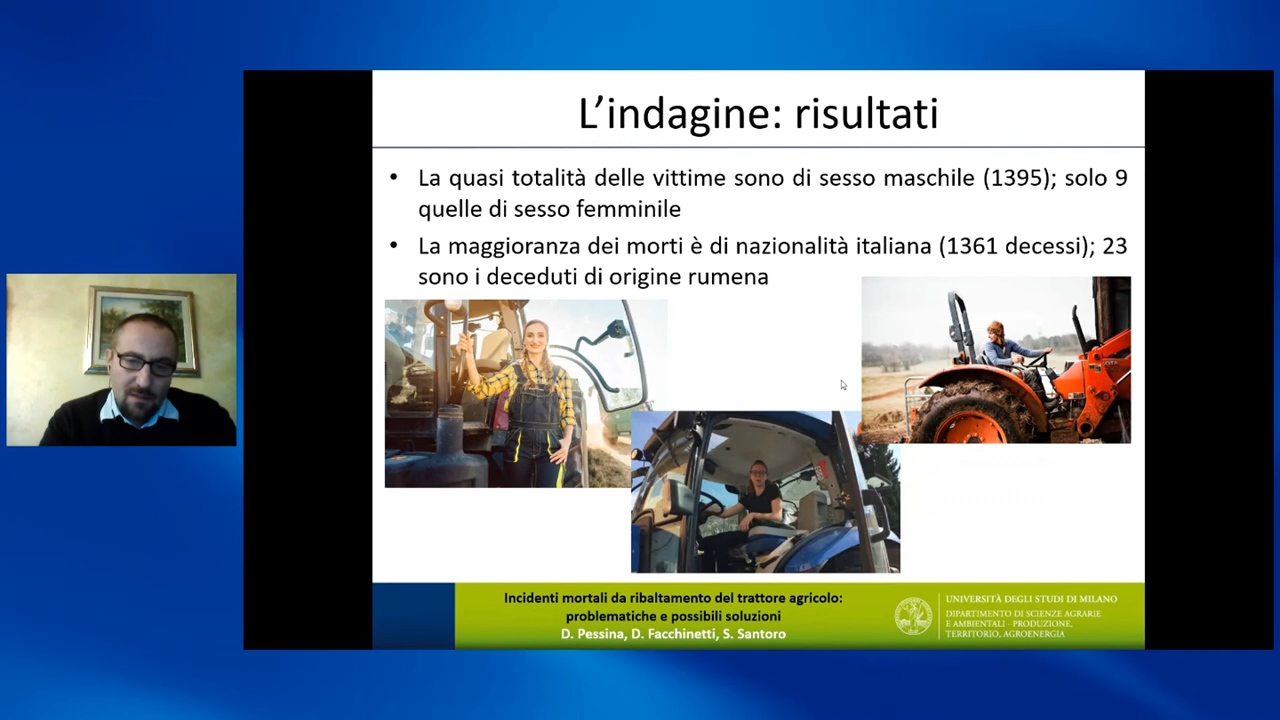 L’indagine: risultati
• La quasi totalità delle vittime sono di sesso maschile (1395); solo 9
quelle di sesso femminile
• La maggioranza dei morti è di nazionalità italiana (1361 decessi); 23
sono i deceduti di origine rumena
Incidenti mortali da ribaltamento del trattore agricolo:
problematiche e possibili soluzioni
D. Pessina, D. Facchinetti, S. Santoro
UNIVERSITÀ DEGLI STUDI DI MILANO
DIPARTIMENTO DI SCIENZE AGRARIE
E AMBIENTALI - PRODUZIONE,
TERRITORIO, AGROENERGIA